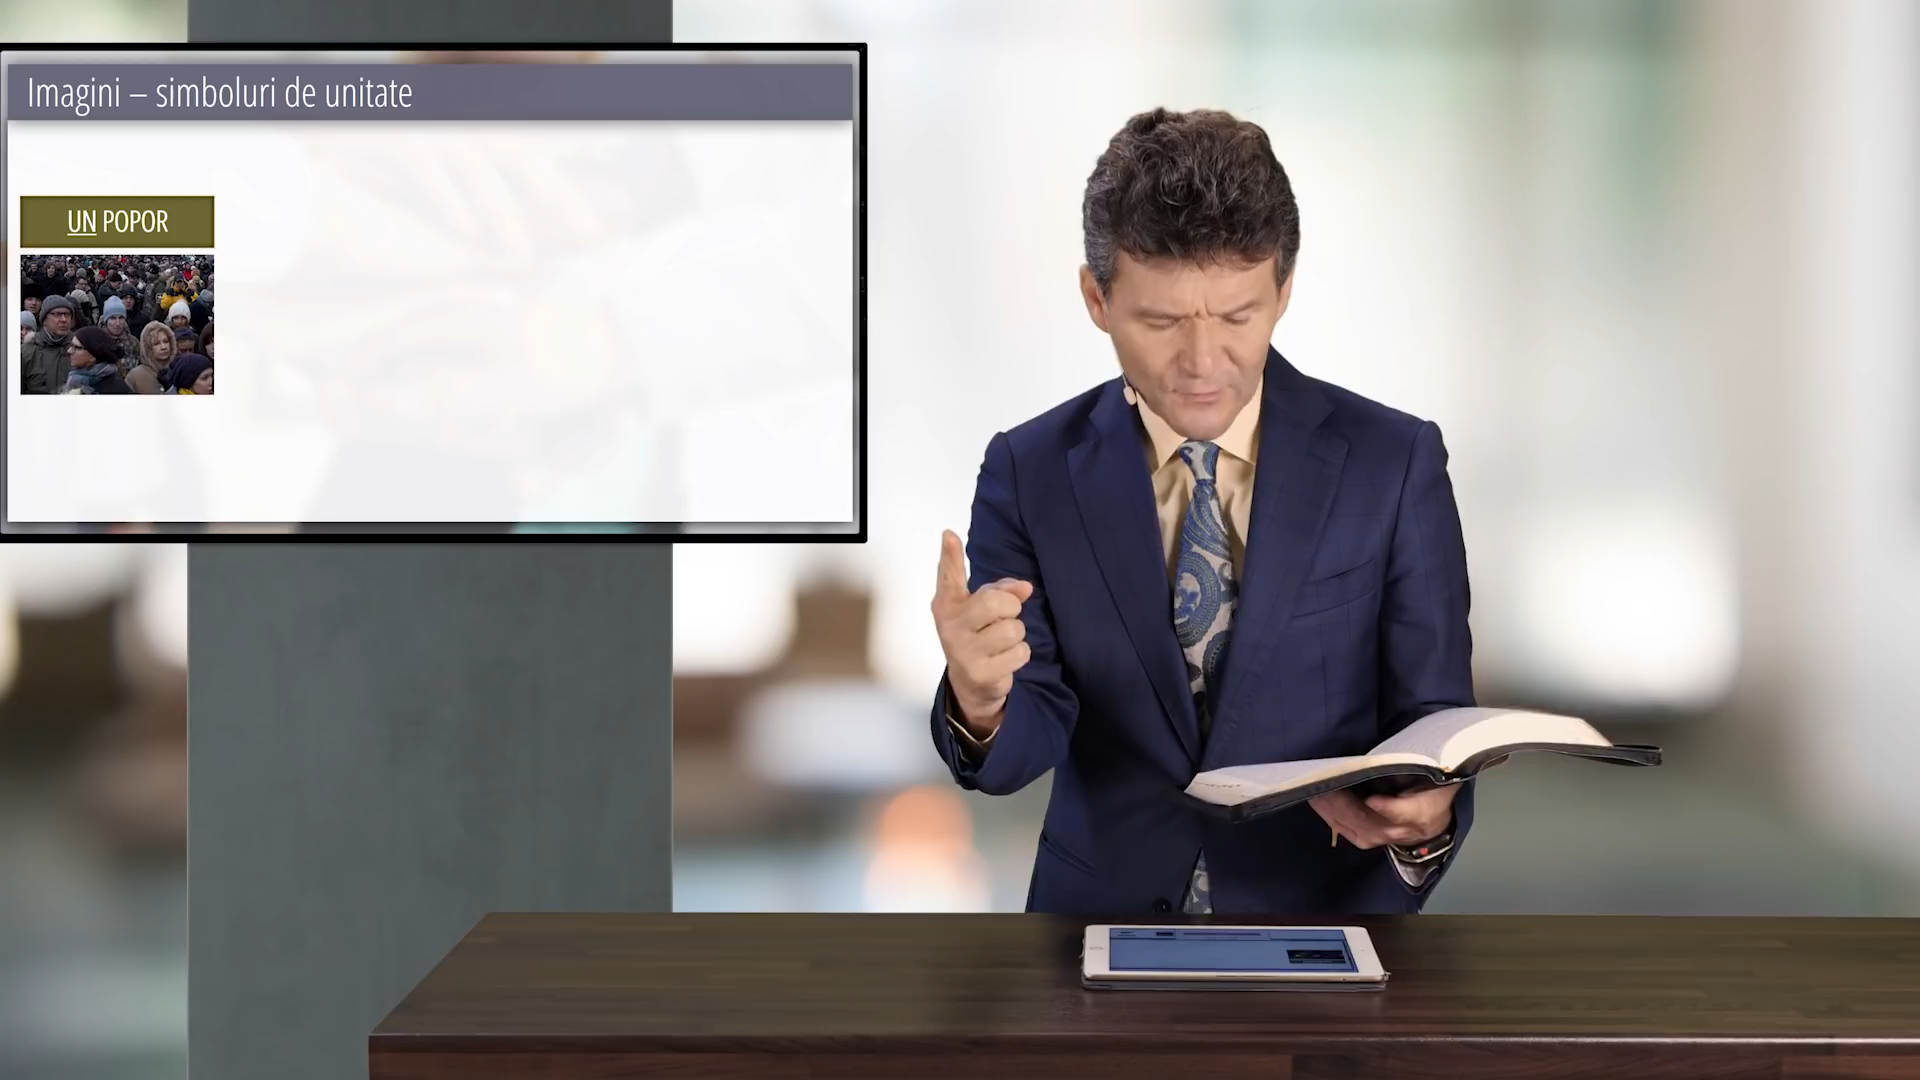 Imagini – simboluri de unitate
UN POPOR